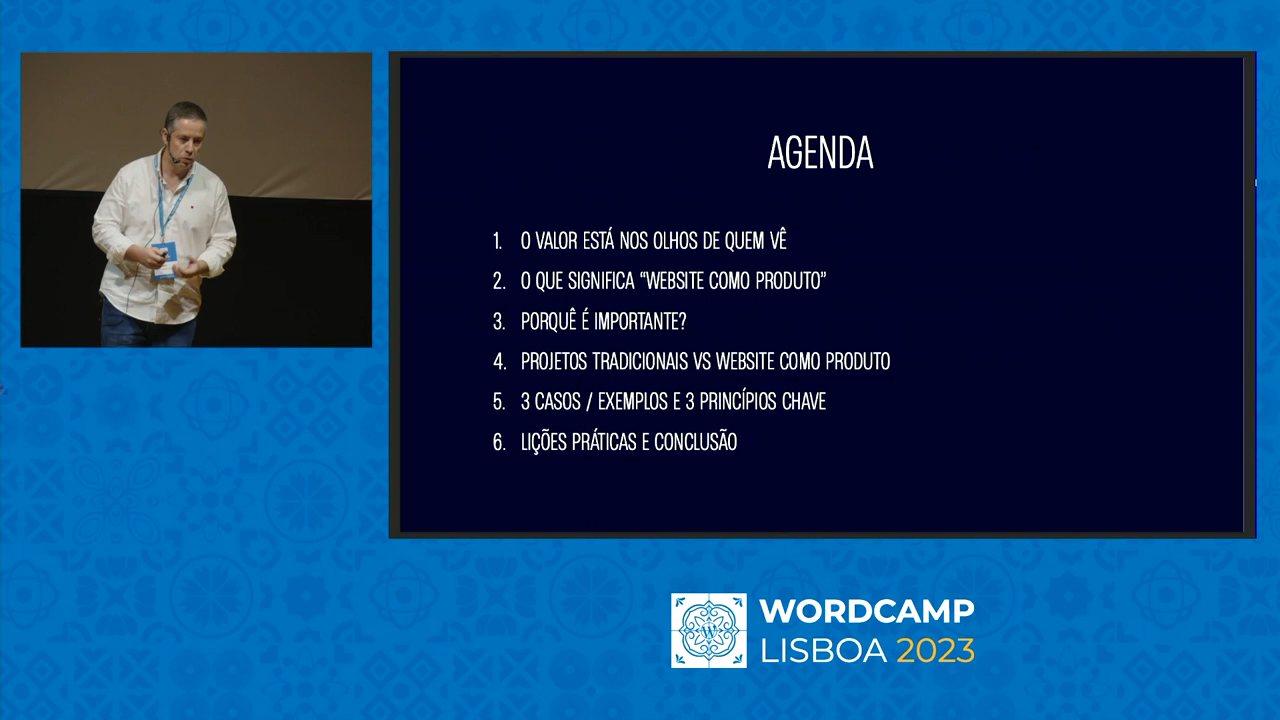 AGENDA
1. O VALOR ESTÁ NOS OLHOS DE QUEM VÊ
2. O QUE SIGNIFICA “WEBSITE COMO PRODUTO”
3. PORQUÊ É IMPORTANTE?
4. PROJETOS TRADICIONAIS VS WEBSITE COMO PRODUTO
5. 3 CASOS / EXEMPLOS E 3 PRINCÍPIOS CHAVE
6. LIÇÕES PRÁTICAS E CONCLUSÃO
WORDCAMP
LISBOA 2023